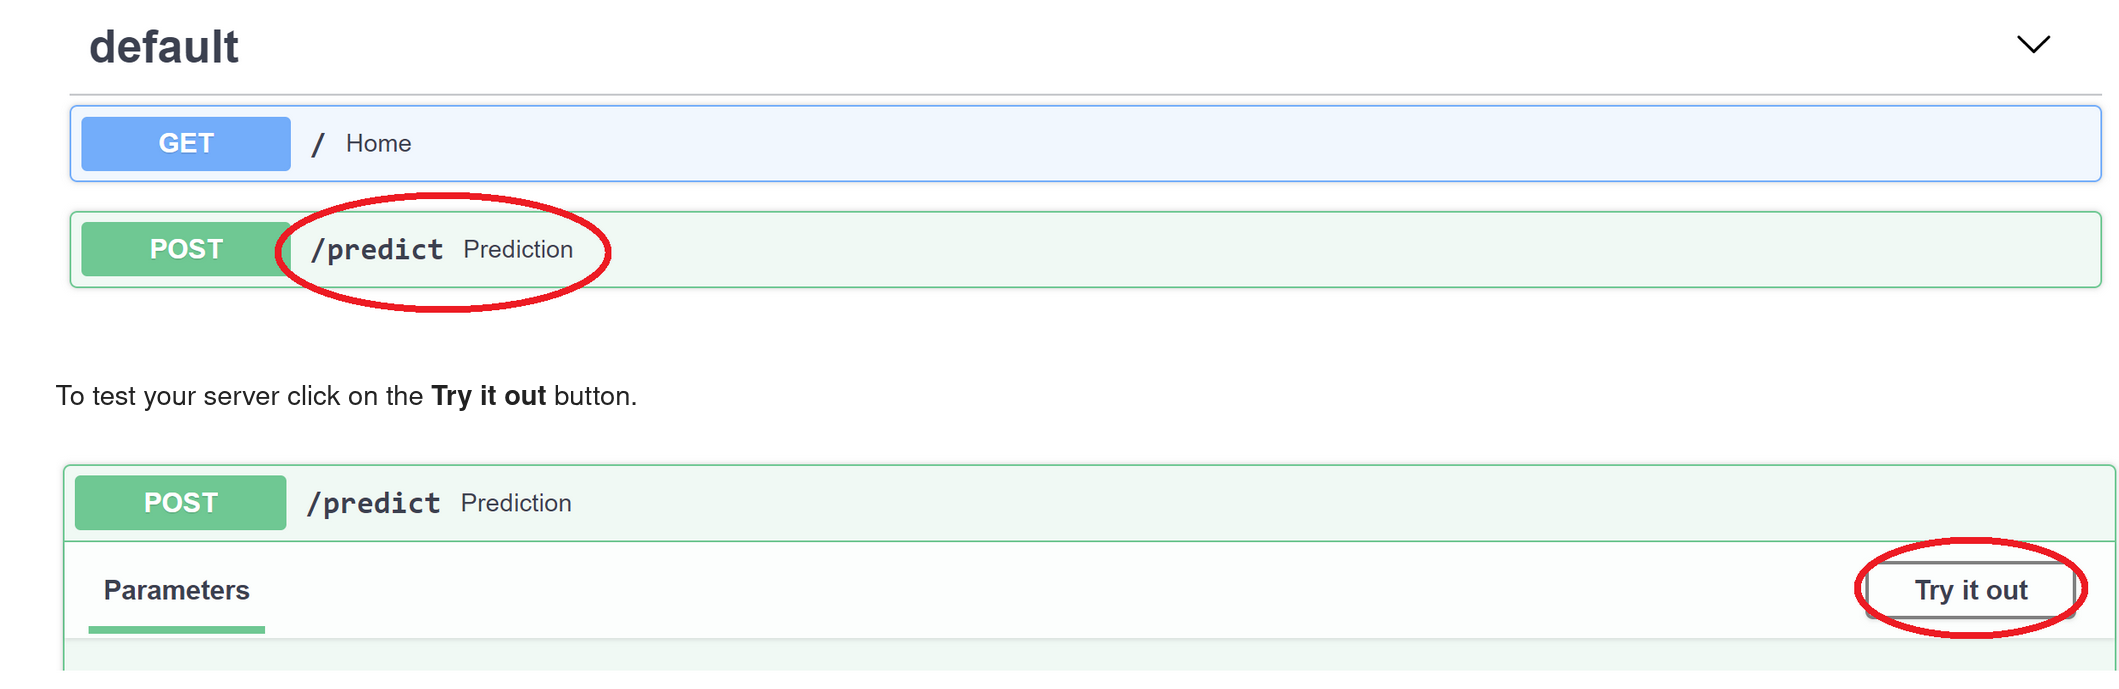 default
GET / Home
POST /predict Prediction
To test your server click on the Try it out button.
POST /predict Prediction
Parameters Try it out